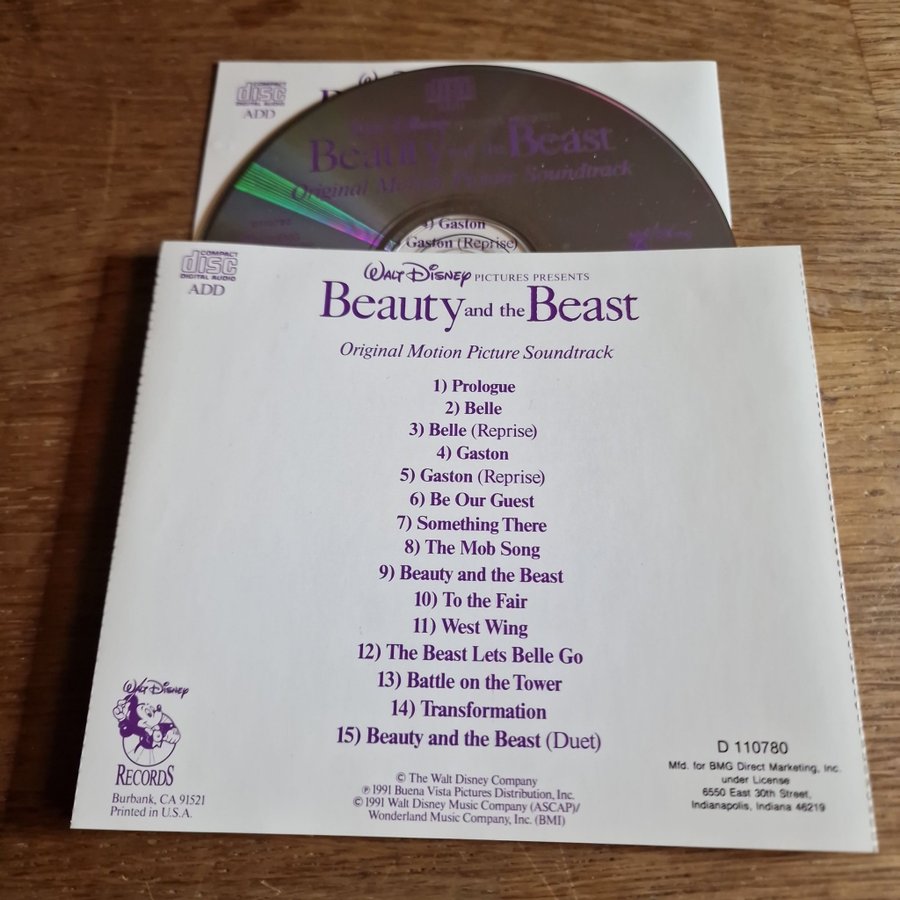 COMPACT
disc
DIGITAL AUDIO
ADD
Beauty and the Beast
Original Motion Picture Soundtrack
4) Gaston
Gaston (Reprise)
COMPACT
disc
DIGITAL AUDIO
ADD
WALT DISNEY PICTURES PRESENTS
Beauty and the Beast
Original Motion Picture Soundtrack
1) Prologue
2) Belle
3) Belle (Reprise)
4) Gaston
5) Gaston (Reprise)
6) Be Our Guest
7) Something There
8) The Mob Song
9) Beauty and the Beast
10) To the Fair
11) West Wing
12) The Beast Lets Belle Go
13) Battle on the Tower
14) Transformation
15) Beauty and the Beast (Duet)
WALT DISNEY
RECORDS
Burbank, CA 91521
Printed in U.S.A.
© The Walt Disney Company
℗ 1991 Buena Vista Pictures Distribution, Inc.
© 1991 Walt Disney Music Company (ASCAP)/
Wonderland Music Company, Inc. (BMI)
D 110780
Mfd. for BMG Direct Marketing, Inc.
under License
6550 East 30th Street,
Indianapolis, Indiana 46219